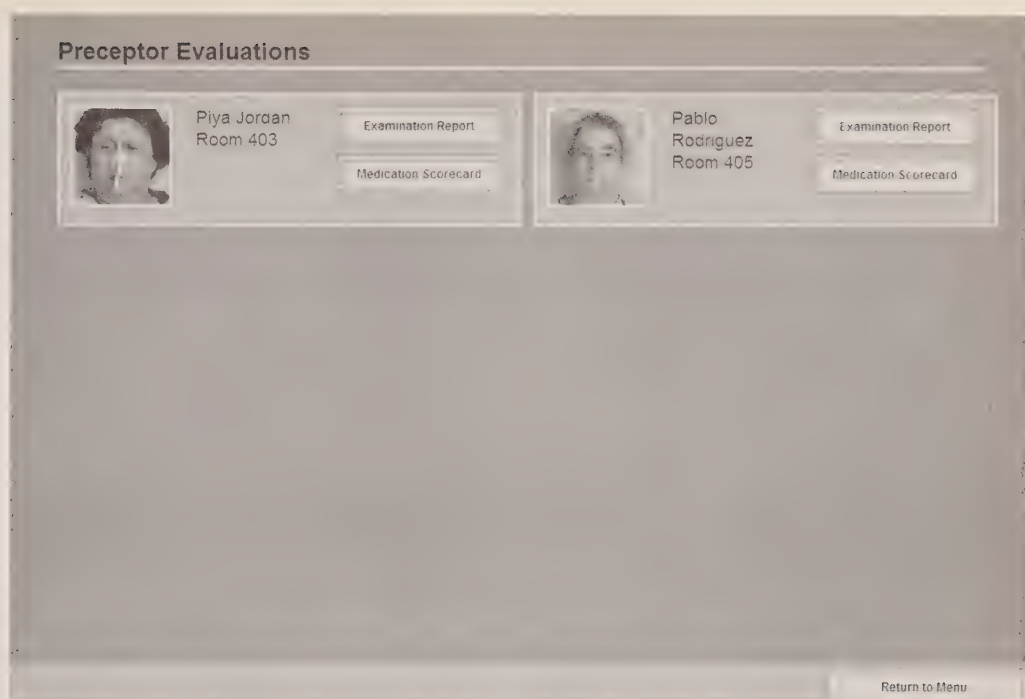 Preceptor Evaluations
Piya Jordan
Room 403
Examination Report
Medication Scorecard
Pablo
Rodriguez
Room 405
Examination Report
Medication Scorecard
Return to Menu